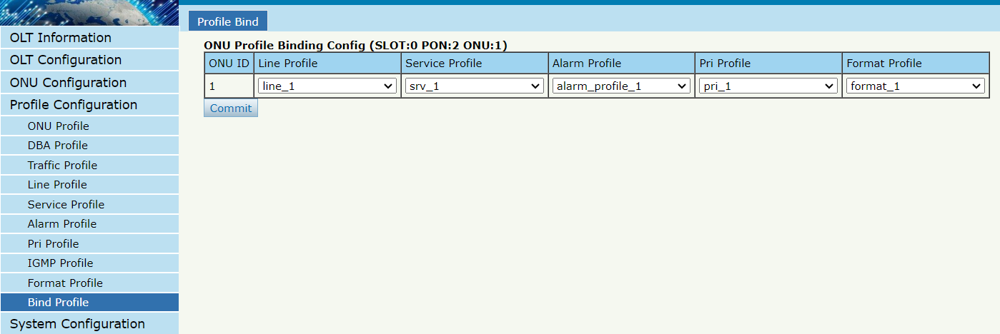 OLT Information
OLT Configuration
ONU Configuration
Profile Configuration
ONU Profile
DBA Profile
Traffic Profile
Line Profile
Service Profile
Alarm Profile
Pri Profile
IGMP Profile
Format Profile
Bind Profile
System Configuration
Profile Bind
ONU Profile Binding Config (SLOT:0 PON:2 ONU:1)
ONU ID Line Profile Service Profile Alarm Profile Pri Profile Format Profile
1 line_1 srv_1 alarm_profile_1 pri_1 format_1
Commit